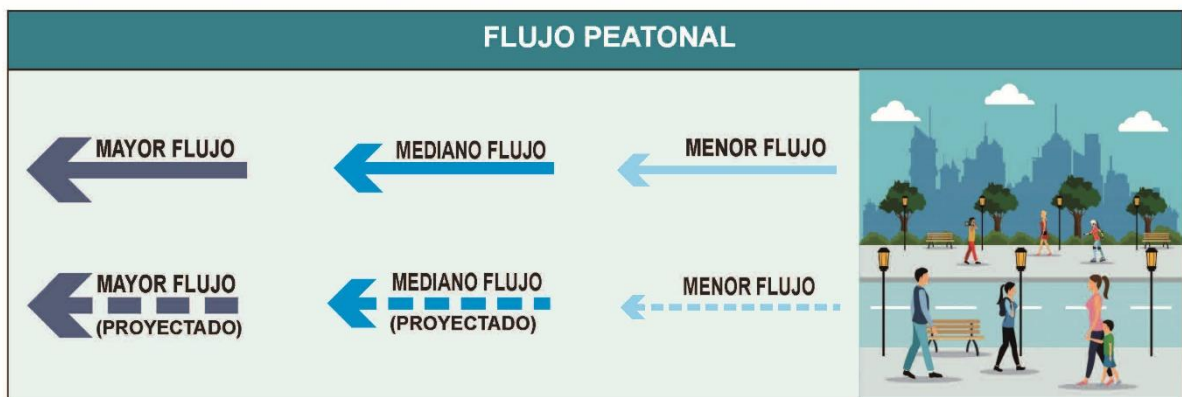 FLUJO PEATONAL
MAYOR FLUJO
MEDIANO FLUJO
MENOR FLUJO
MAYOR FLUJO
(PROYECTADO)
MEDIANO FLUJO
(PROYECTADO)
MENOR FLUJO